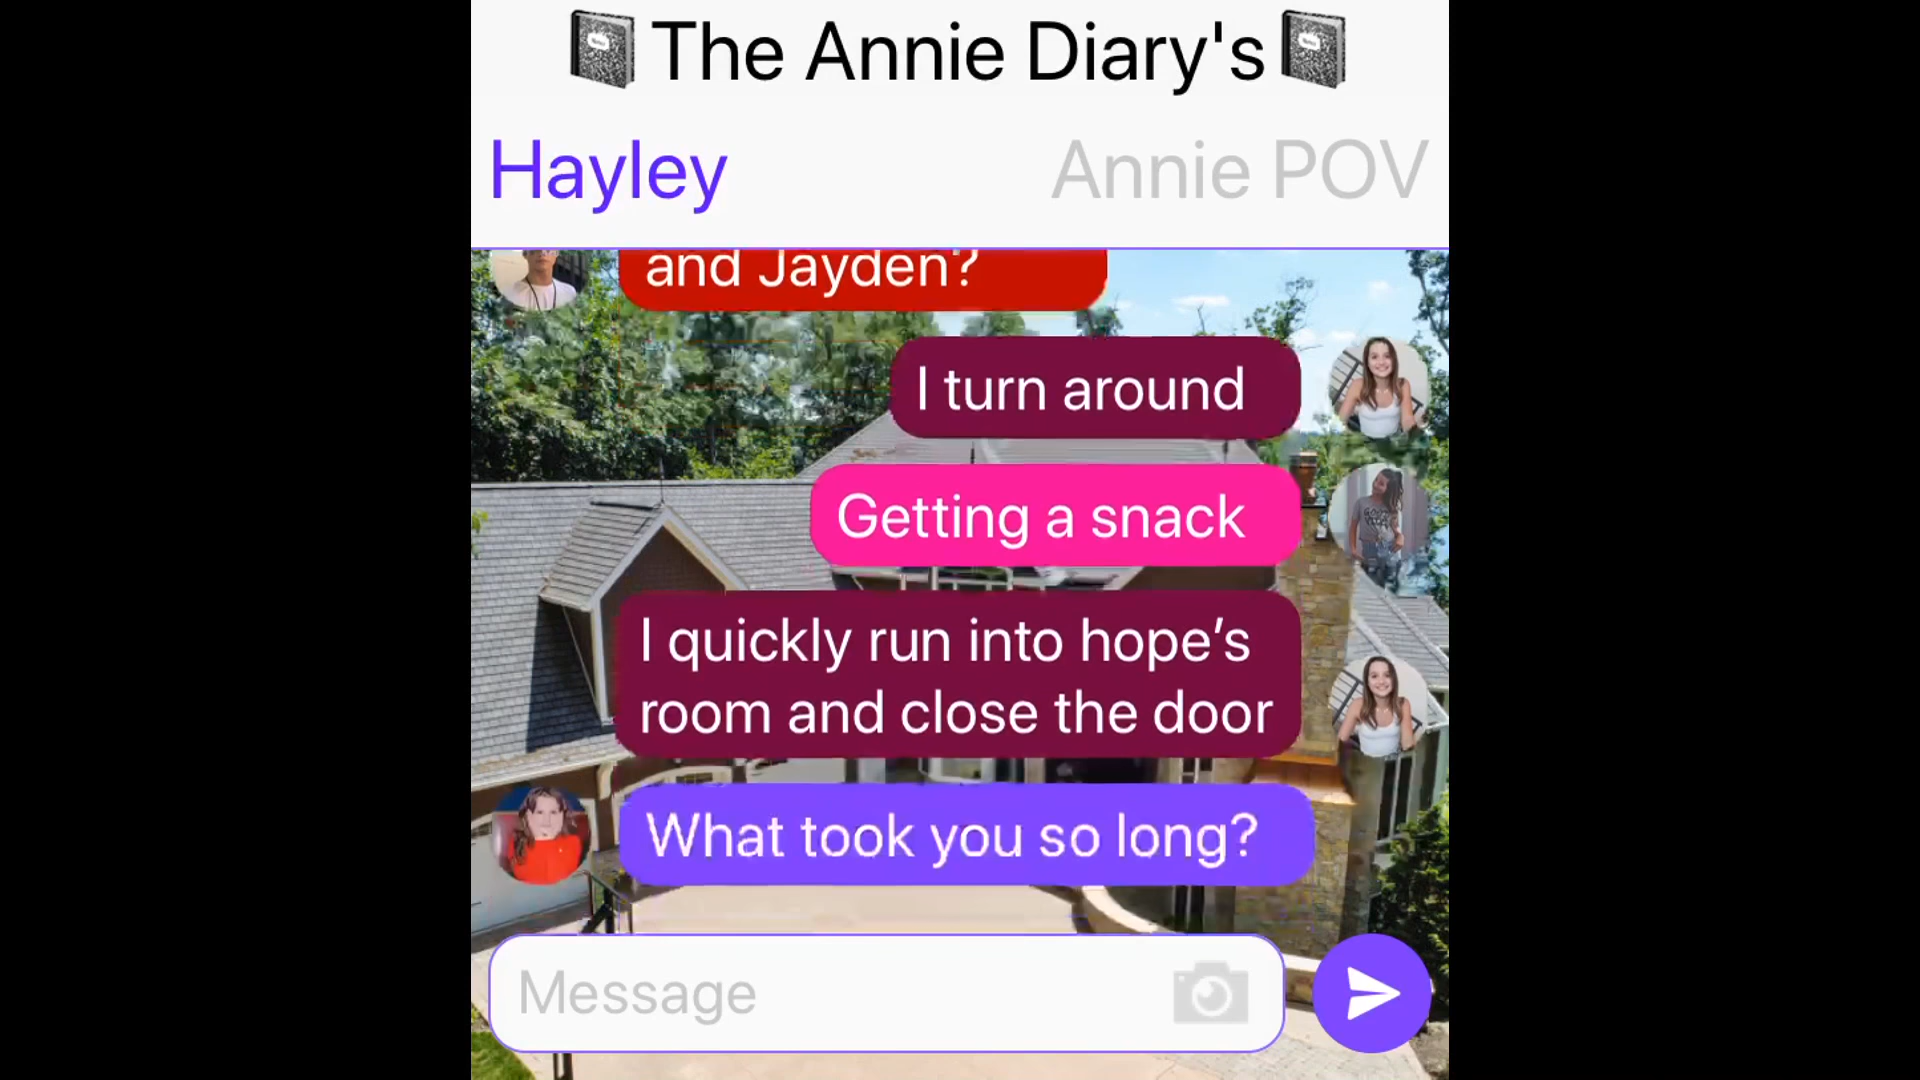 The Annie Diary's
Hayley
Annie POV
and Jayden?
I turn around
Getting a snack
I quickly run into hope’s
room and close the door
What took you so long?
Message